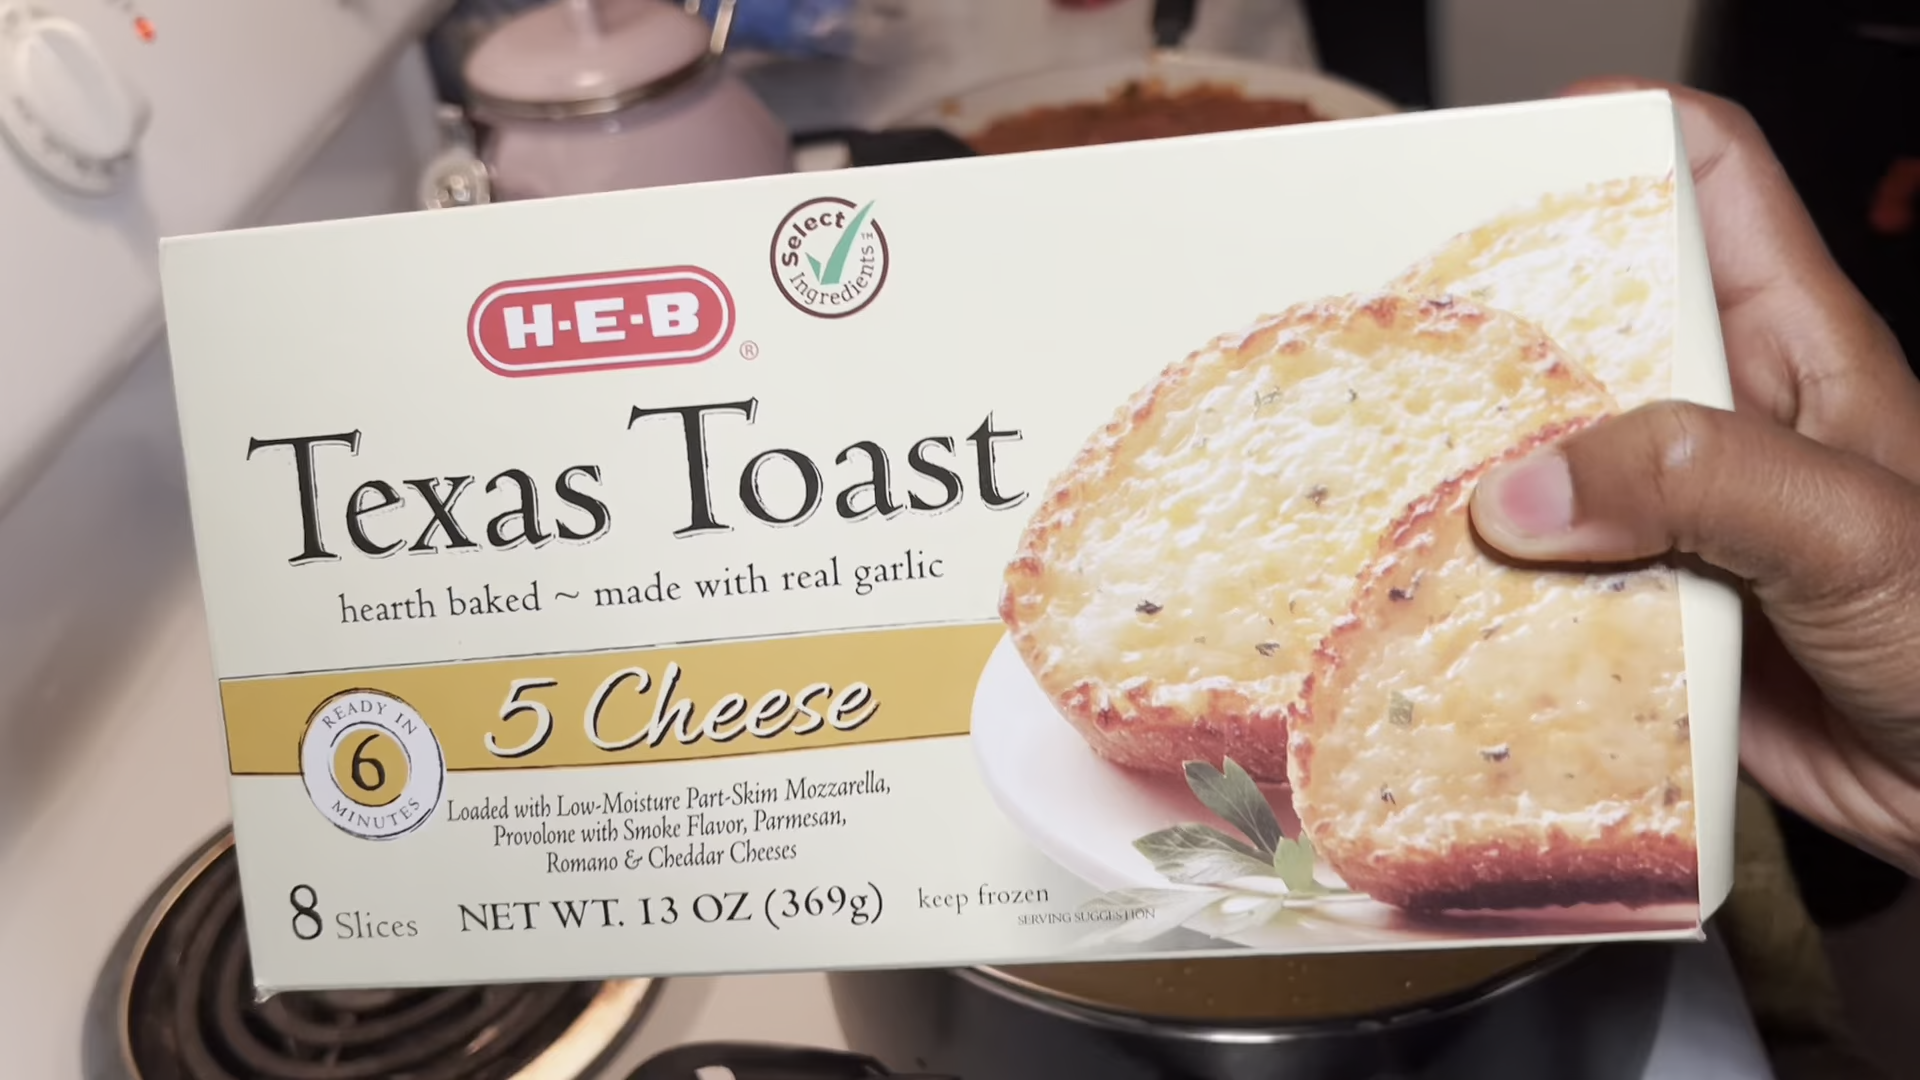 Select
Ingredients™
H-E-B®
Texas Toast
hearth baked ~ made with real garlic
5 Cheese
READY IN
6
MINUTES
Loaded with Low-Moisture Part-Skim Mozzarella,
Provolone with Smoke Flavor, Parmesan,
Romano & Cheddar Cheeses
8 Slices NET WT. 13 OZ (369g) keep frozen
SERVING SUGGESTION